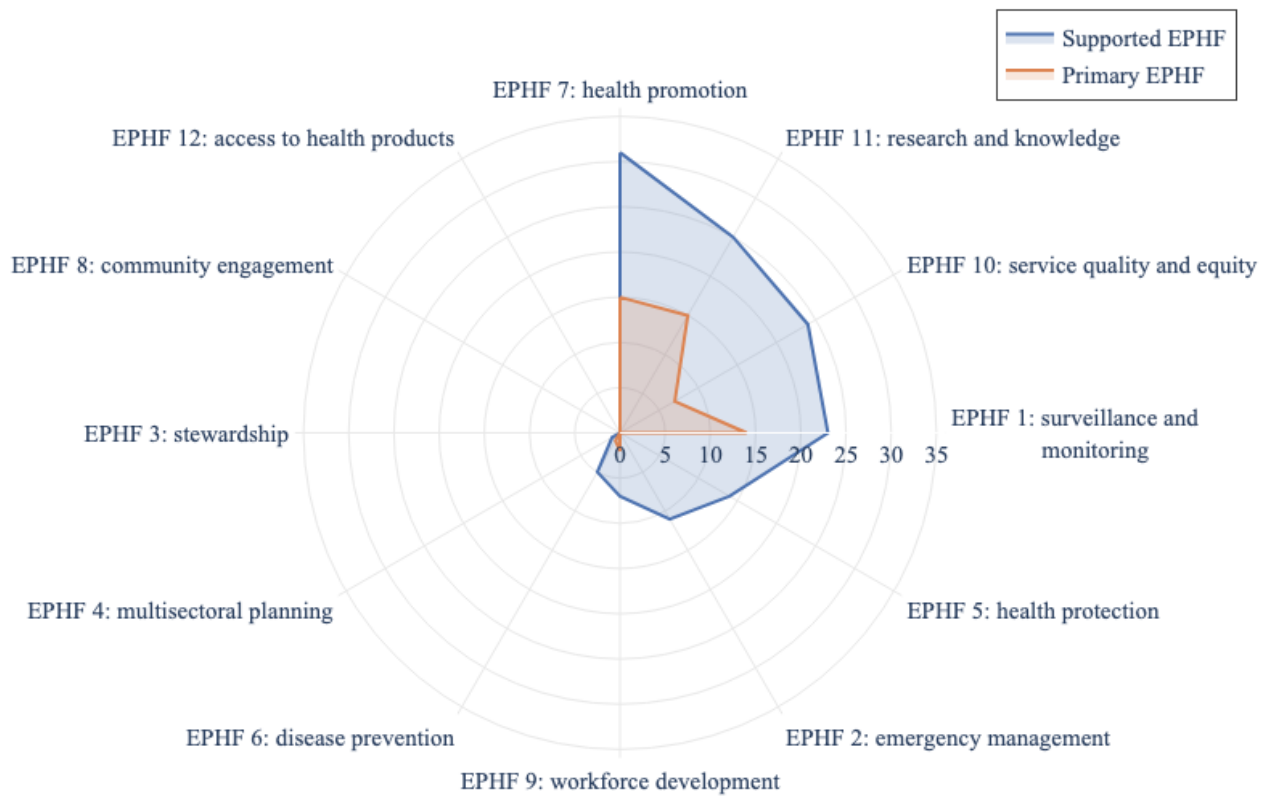 Supported EPHF
Primary EPHF
EPHF 7: health promotion
EPHF 12: access to health products
EPHF 11: research and knowledge
EPHF 8: community engagement
EPHF 10: service quality and equity
EPHF 3: stewardship
EPHF 1: surveillance and
monitoring
0 5 10 15 20 25 30 35
EPHF 4: multisectoral planning
EPHF 5: health protection
EPHF 6: disease prevention
EPHF 2: emergency management
EPHF 9: workforce development